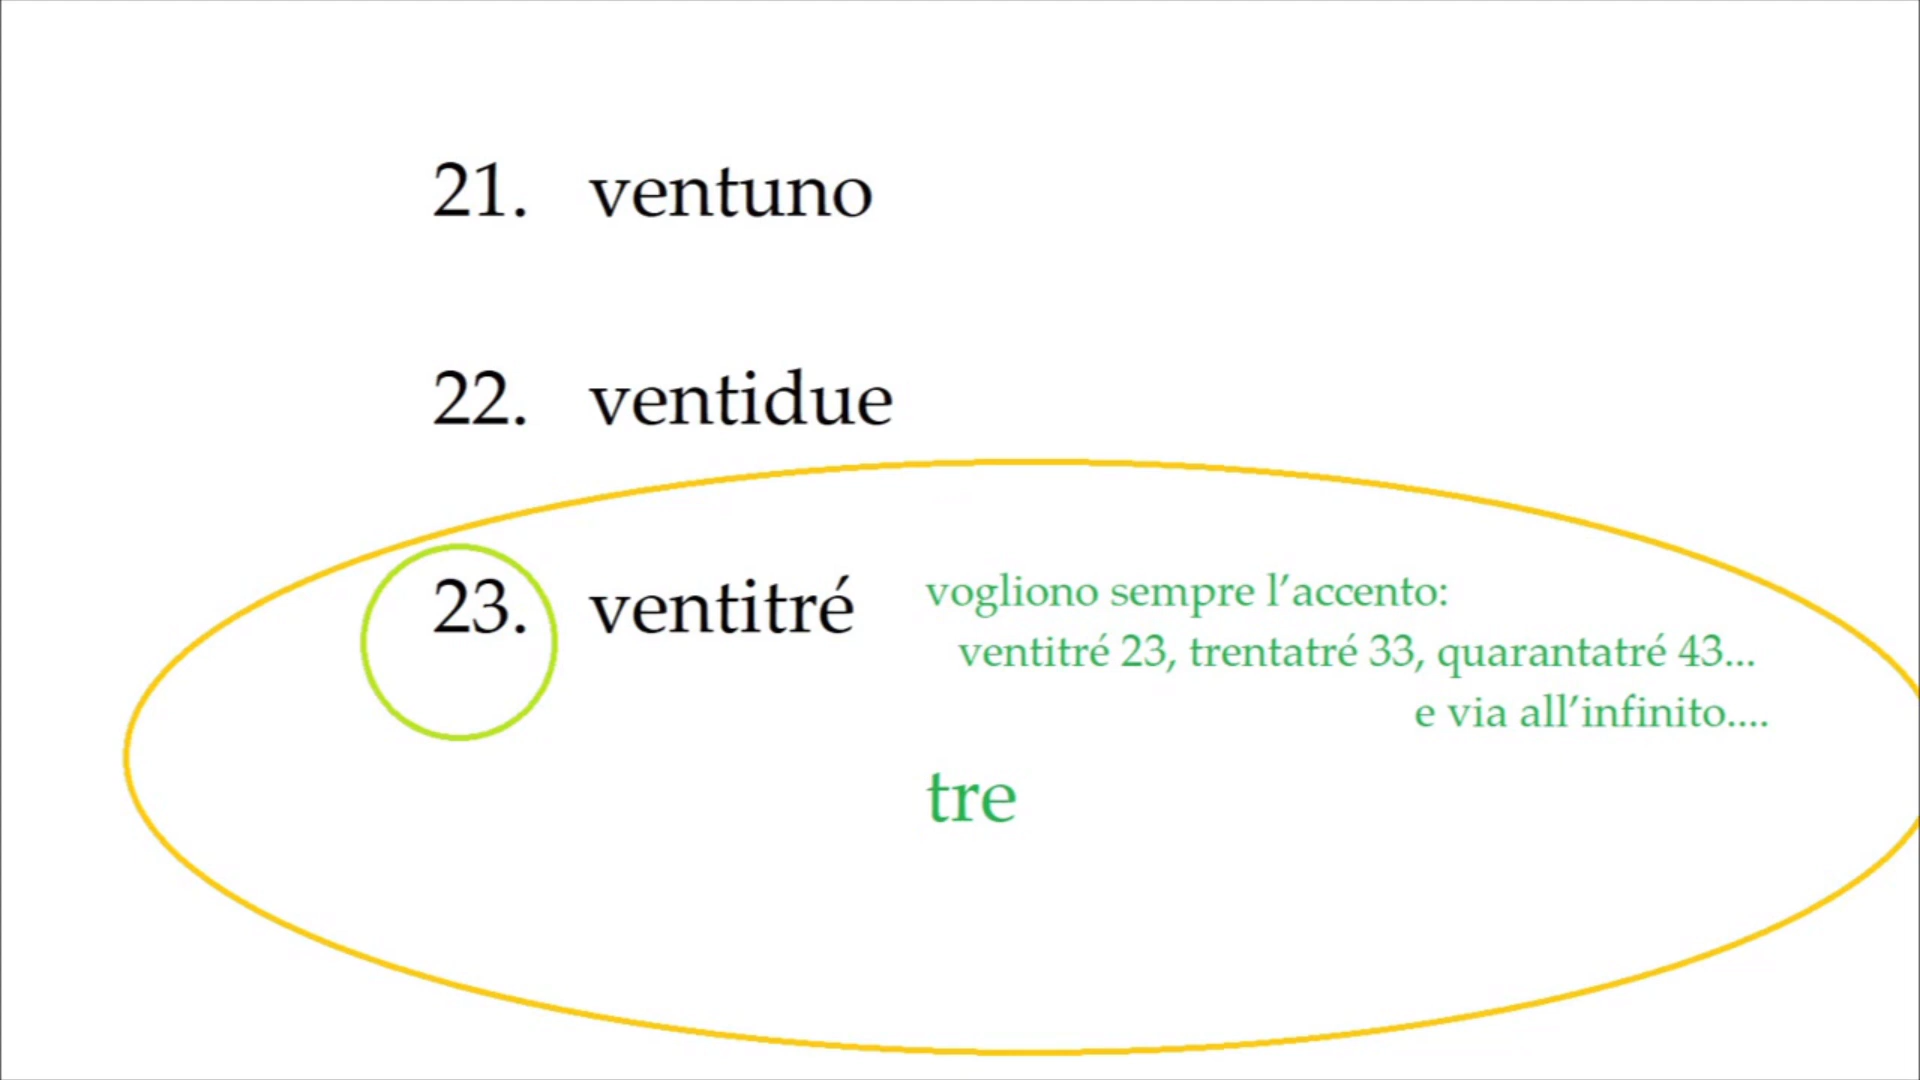 21. ventuno
22. ventidue
23. ventitré
vogliono sempre l’accento:
ventitré 23, trentatré 33, quarantatré 43...
e via all’infinito....
tre